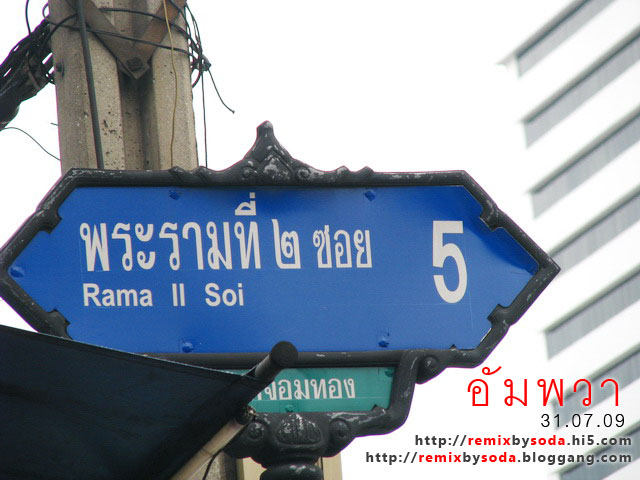 พระรามที่ ๒ ซอย 5
Rama II Soi
จอมทอง
อัมพวา
31.07.09
http://remixbysoda.hi5.com
http://remixbysoda.bloggang.com